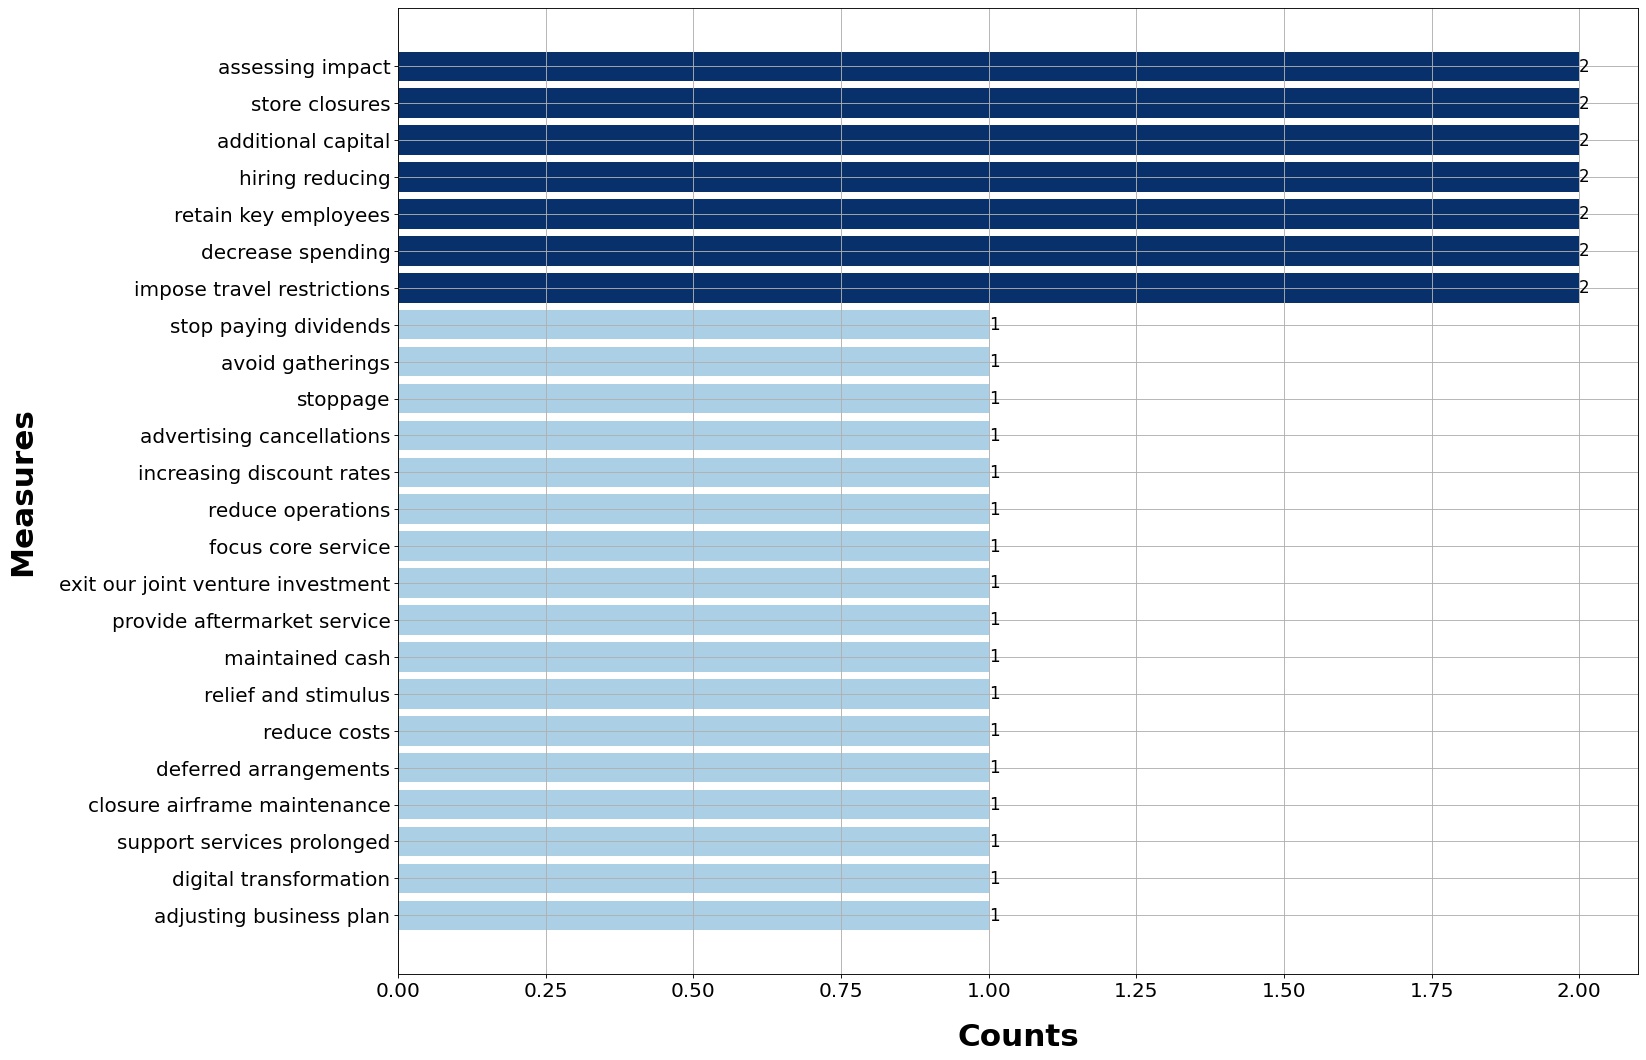 assessing impact 2
store closures 2
additional capital 2
hiring reducing 2
retain key employees 2
decrease spending 2
impose travel restrictions 2
stop paying dividends 1
avoid gatherings 1
stoppage 1
advertising cancellations 1
increasing discount rates 1
reduce operations 1
focus core service 1
exit our joint venture investment 1
provide aftermarket service 1
maintained cash 1
relief and stimulus 1
reduce costs 1
deferred arrangements 1
closure airframe maintenance 1
support services prolonged 1
digital transformation 1
adjusting business plan 1
Measures
0.00 0.25 0.50 0.75 1.00 1.25 1.50 1.75 2.00
Counts